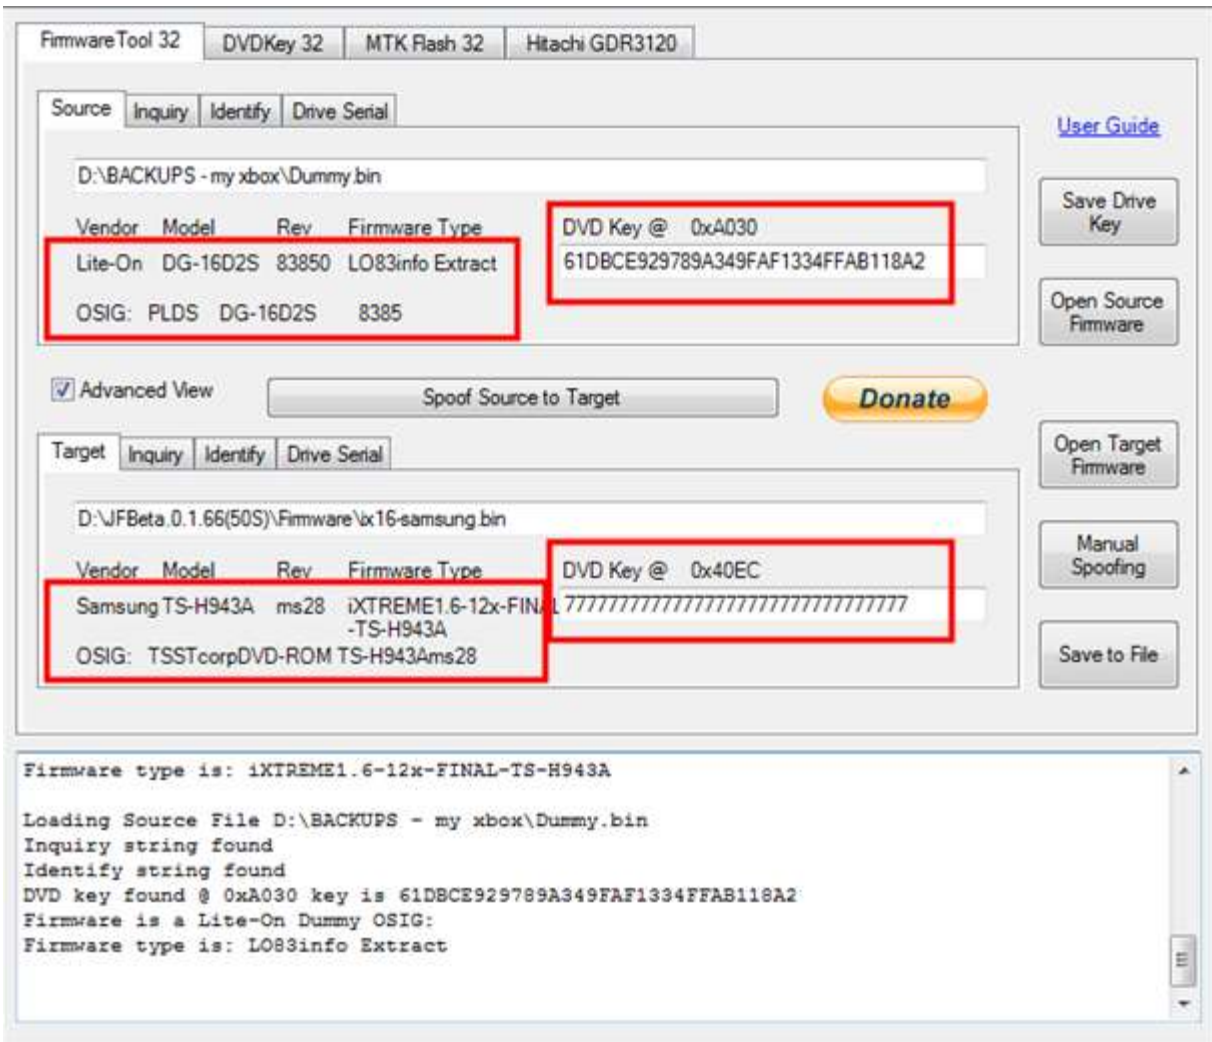 FirmwareTool 32 DVDKey 32 MTK Flash 32 Hitachi GDR3120
Source Inquiry Identify Drive Serial
User Guide
D:\BACKUPS - my xbox\Dummy.bin
Save Drive Key
Vendor Model Rev Firmware Type DVD Key @ 0xA030
Lite-On DG-16D2S 83850 LO83info Extract 61DBCE929789A349FAF1334FFAB118A2
OSIG: PLDS DG-16D2S 8385
Open Source Firmware
Advanced View Spoof Source to Target Donate
Target Inquiry Identify Drive Serial
Open Target Firmware
D:\JFBeta.0.1.66(50S)\Firmware\ix16-samsung.bin
Manual Spoofing
Vendor Model Rev Firmware Type DVD Key @ 0x40EC
Samsung TS-H943A ms28 iXTREME1.6-12x-FINAL 77777777777777777777777777777777
-TS-H943A
OSIG: TSSTcorpDVD-ROM TS-H943Ams28
Save to File
Firmware type is: iXTREME1.6-12x-FINAL-TS-H943A
Loading Source File D:\BACKUPS - my xbox\Dummy.bin
Inquiry string found
Identify string found
DVD key found @ 0xA030 key is 61DBCE929789A349FAF1334FFAB118A2
Firmware is a Lite-On Dummy OSIG:
Firmware type is: LO83info Extract